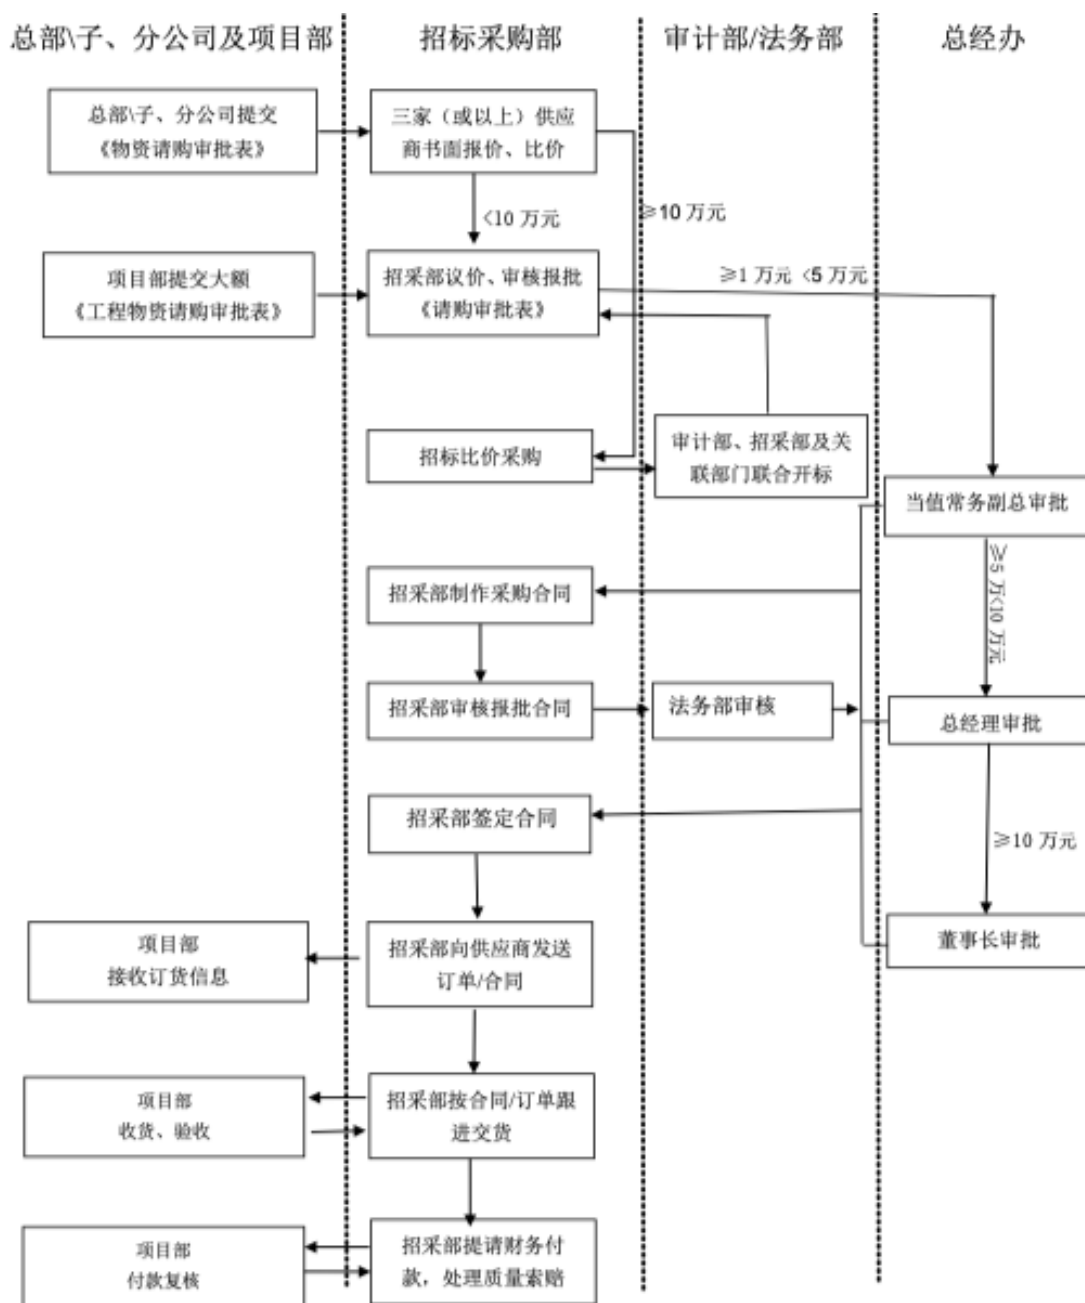 总部\子、分公司及项目部
招标采购部
审计部/法务部
总经办
总部\子、分公司提交
《物资请购审批表》
三家（或以上）供应
商书面报价、比价
<10 万元
≥10 万元
项目部提交大额
《工程物资请购审批表》
招采部议价、审核报批
《请购审批表》
≥1 万元 <5 万元
招标比价采购
审计部、招采部及关
联部门联合开标
当值常务副总审批
≥5 万<10 万元
招采部制作采购合同
招采部审核报批合同
法务部审核
总经理审批
招采部签定合同
≥10 万元
项目部
接收订货信息
招采部向供应商发送
订单/合同
董事长审批
项目部
收货、验收
招采部按合同/订单跟
进交货
项目部
付款复核
招采部提请财务付
款，处理质量索赔